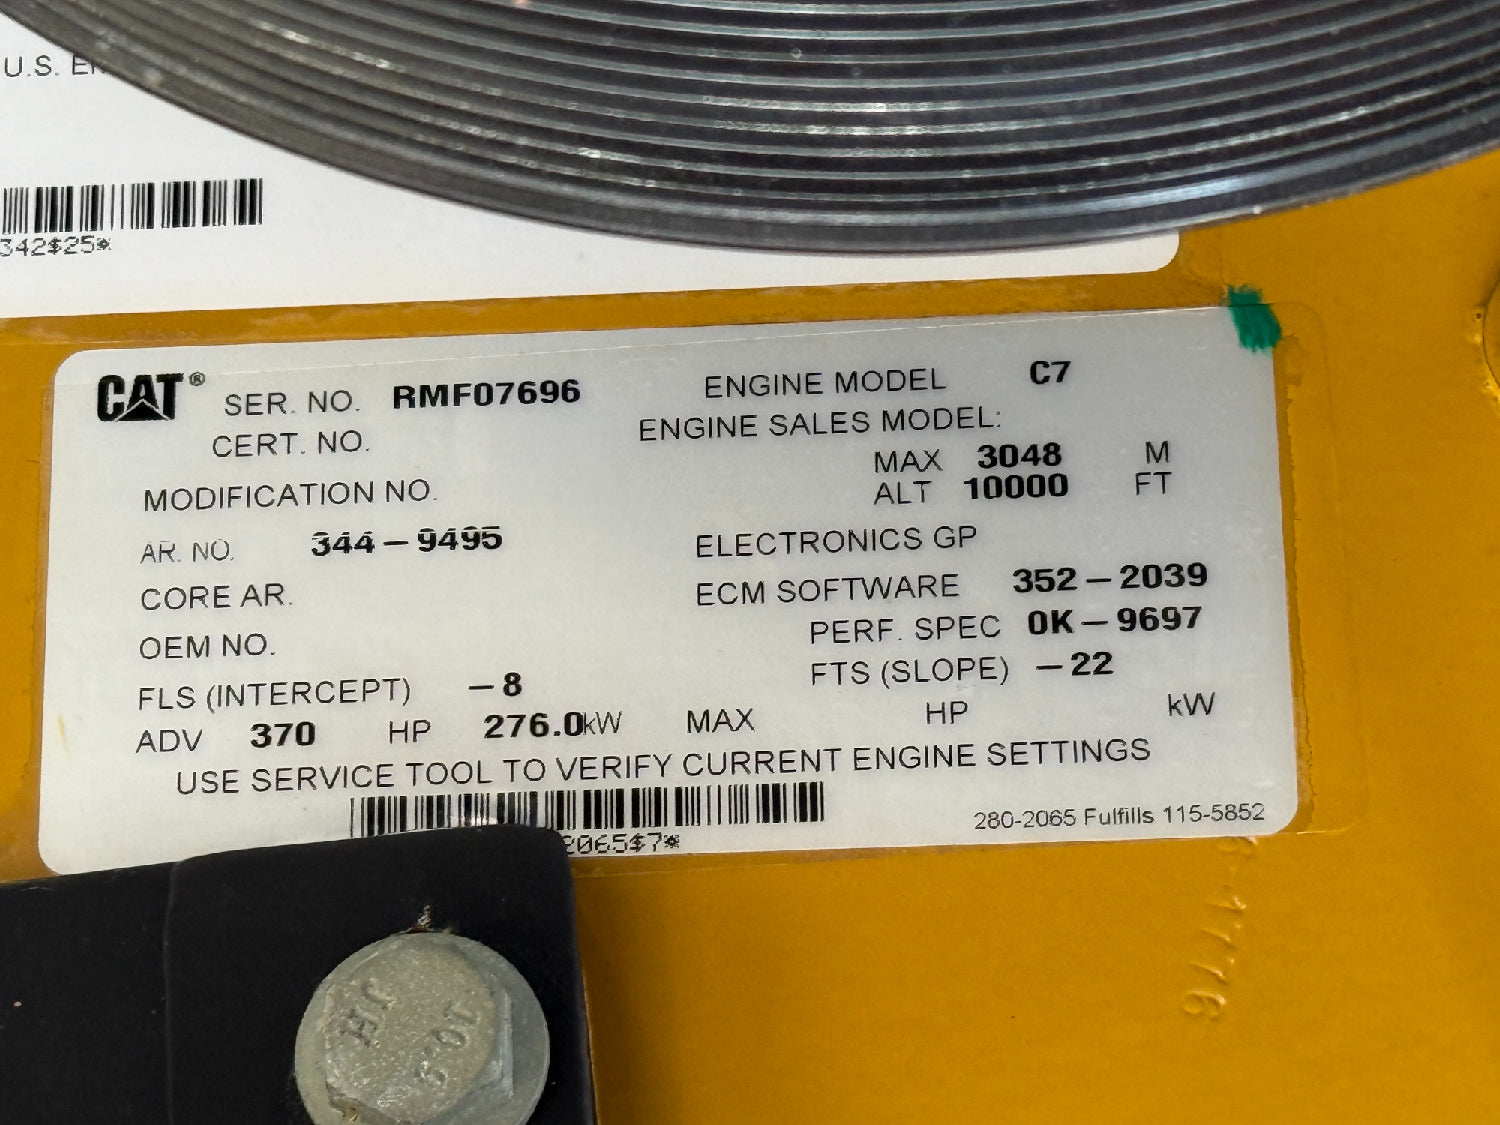 U.S.
342$25*
CAT® SER. NO. RMF07696 ENGINE MODEL C7
CERT. NO. ENGINE SALES MODEL:
MAX 3048 M
MODIFICATION NO. ALT 10000 FT
AR. NO. 344-9495 ELECTRONICS GP
CORE AR. ECM SOFTWARE 352-2039
OEM NO. PERF. SPEC 0K-9697
FLS (INTERCEPT) -8 FTS (SLOPE) -22
ADV 370 HP 276.0kW MAX HP kW
USE SERVICE TOOL TO VERIFY CURRENT ENGINE SETTINGS
2065$7* 280-2065 Fulfills 115-5852
JH
10.9